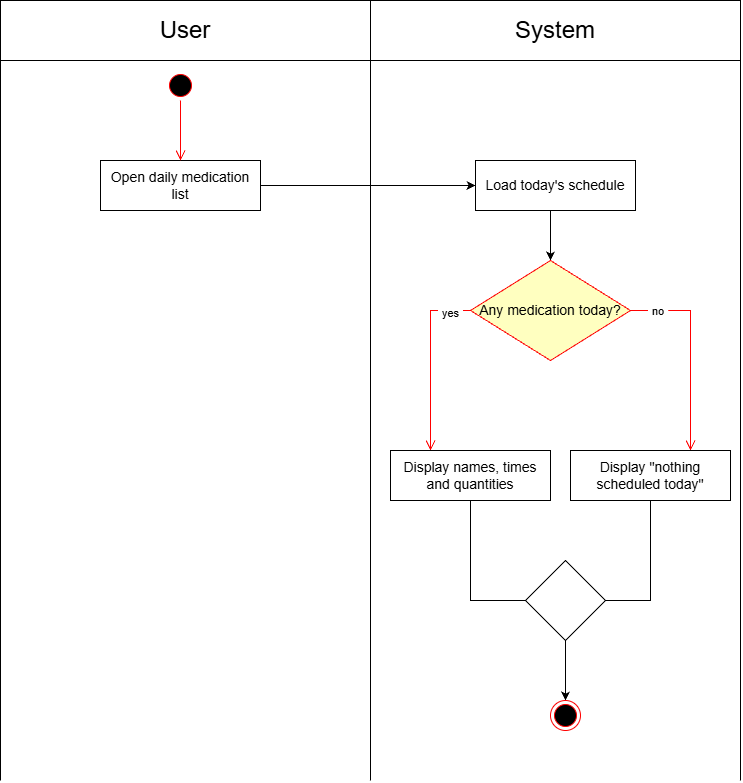 User
System
Open daily medication
list
Load today's schedule
Any medication today?
yes
no
Display names, times
and quantities
Display "nothing
scheduled today"